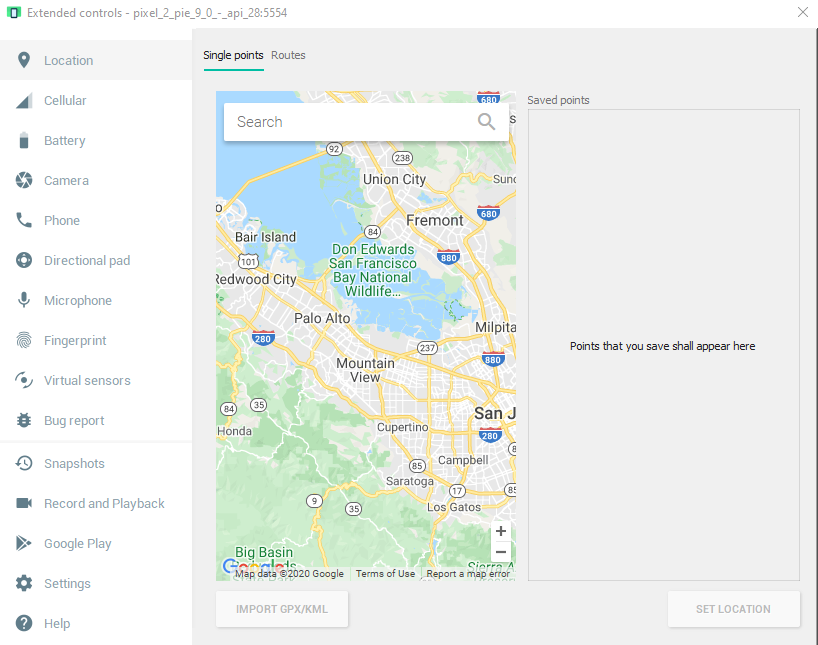 Extended controls - pixel_2_pie_9_0_-_api_28:5554
Location
Cellular
Battery
Camera
Phone
Directional pad
Microphone
Fingerprint
Virtual sensors
Bug report
Snapshots
Record and Playback
Google Play
Settings
Help
Single points Routes
Search
680
92
238
Union City
Sun
Fremont
680
84
Bair Island
Don Edwards
San Francisco
Bay National
Wildlife...
880
101
Redwood City
Palo Alto
Milpita
280
237
880
Mountain
View
84
35
Honda
San J
Cupertino
280
Campbell
85
Saratoga
17
85
9
35
Los Gatos
+
−
Big Basin
Google
Map data ©2020 Google Terms of Use Report a map error
IMPORT GPX/KML
Saved points
Points that you save shall appear here
SET LOCATION